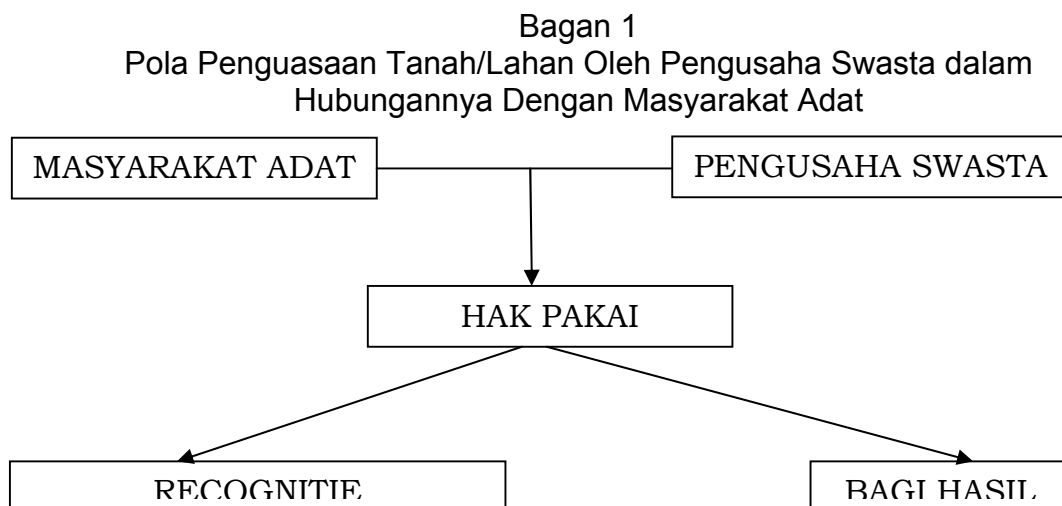 Bagan 1
Pola Penguasaan Tanah/Lahan Oleh Pengusaha Swasta dalam
Hubungannya Dengan Masyarakat Adat
MASYARAKAT ADAT
PENGUSAHA SWASTA
HAK PAKAI
RECOGNITIE
BAGI HASIL